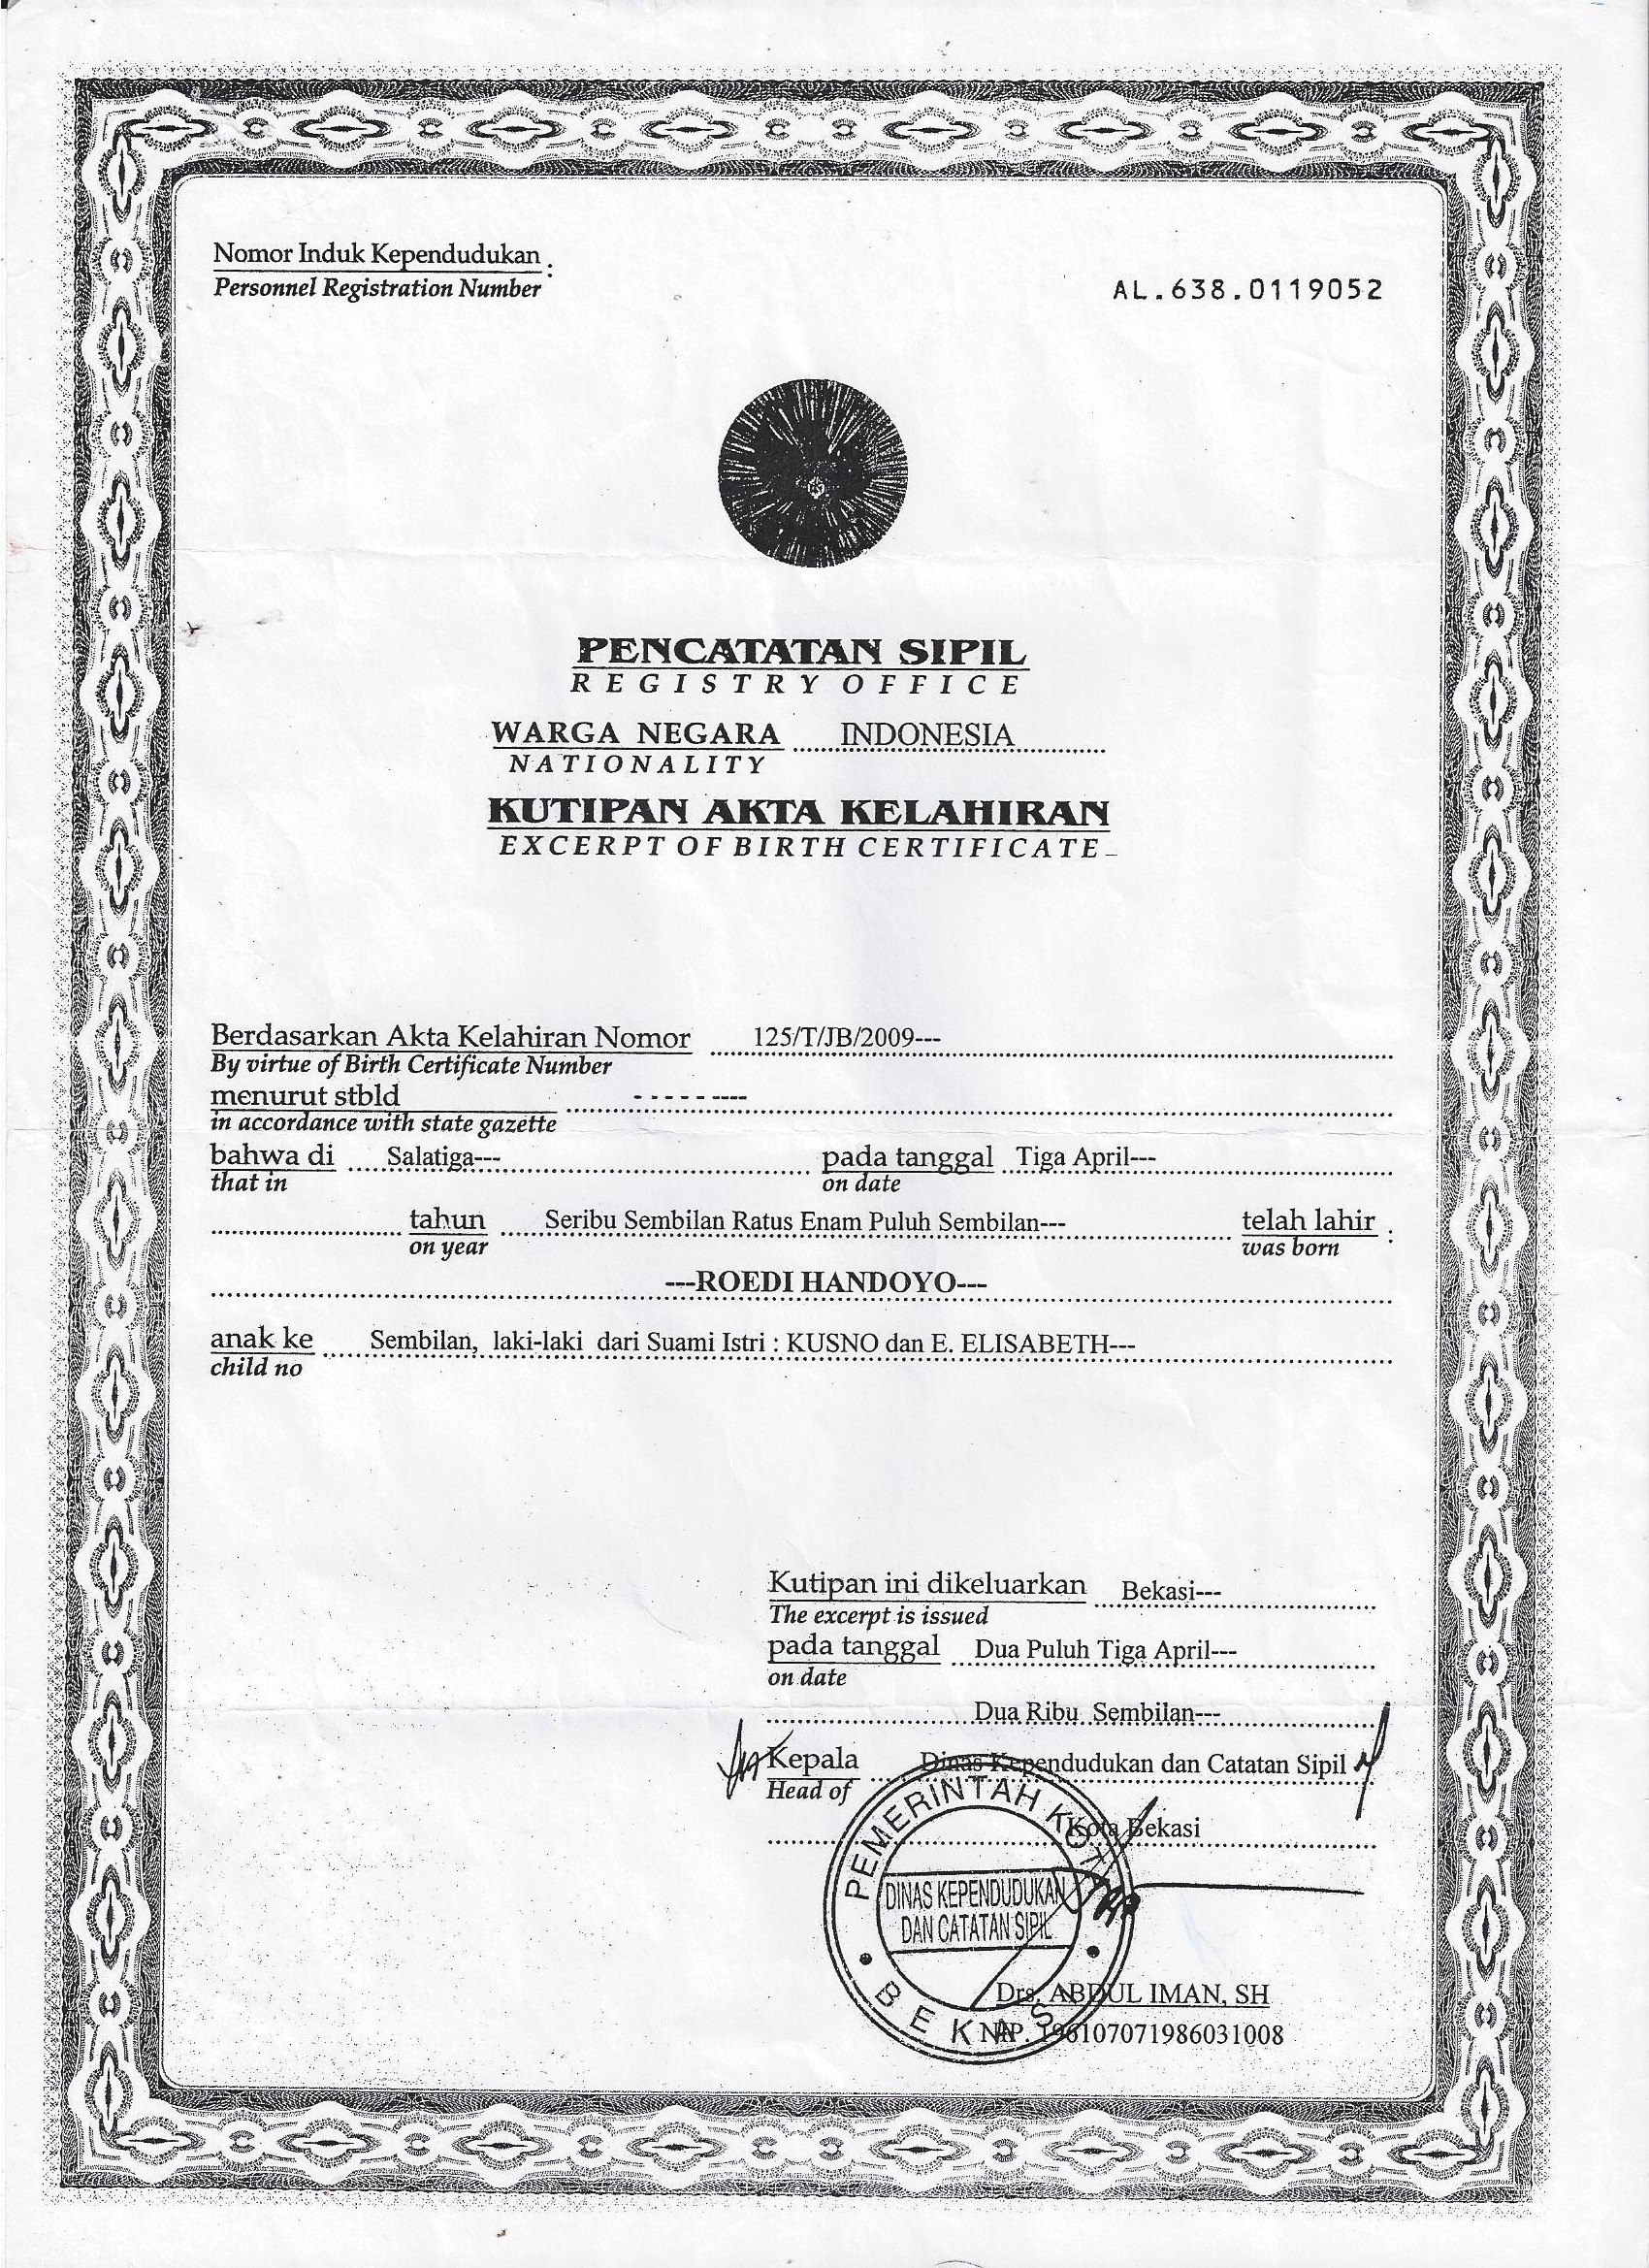 Nomor Induk Kependudukan :
Personnel Registration Number
AL.638.0119052
PENCATATAN SIPIL
REGISTRY OFFICE
WARGA NEGARA INDONESIA
NATIONALITY
KUTIPAN AKTA KELAHIRAN
EXCERPT OF BIRTH CERTIFICATE
Berdasarkan Akta Kelahiran Nomor 125/T/JB/2009---
By virtue of Birth Certificate Number
menurut stbld - - - - - ----
in accordance with state gazette
bahwa di Salatiga--- pada tanggal Tiga April---
that in on date
tahun Seribu Sembilan Ratus Enam Puluh Sembilan--- telah lahir :
on year was born
---ROEDI HANDOYO---
anak ke Sembilan, laki-laki dari Suami Istri : KUSNO dan E. ELISABETH---
child no
Kutipan ini dikeluarkan Bekasi---
The excerpt is issued
pada tanggal Dua Puluh Tiga April---
on date
Dua Ribu Sembilan---
Kepala Dinas Kependudukan dan Catatan Sipil
Head of
Kota Bekasi
PEMERINTAH KOTA
DINAS KEPENDUDUKAN
DAN CATATAN SIPIL
BEKASI
Drs. ABDUL IMAN, SH
NIP. 196107071986031008